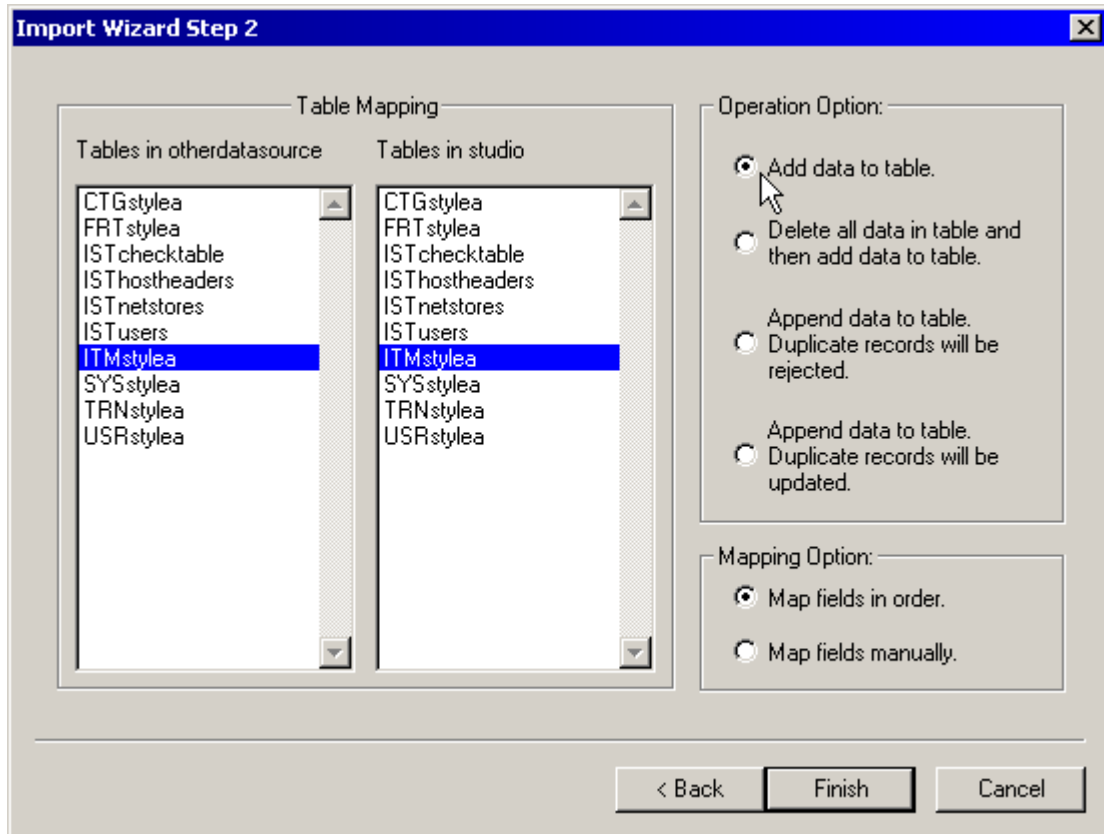 Import Wizard Step 2
Table Mapping
Tables in otherdatasource
CTGstylea
FRTstylea
ISTchecktable
ISThostheaders
ISTnetstores
ISTusers
ITMstylea
SYSstylea
TRNstylea
USRstylea
Tables in studio
CTGstylea
FRTstylea
ISTchecktable
ISThostheaders
ISTnetstores
ISTusers
ITMstylea
SYSstylea
TRNstylea
USRstylea
Operation Option:
Add data to table.
Delete all data in table and
then add data to table.
Append data to table.
Duplicate records will be
rejected.
Append data to table.
Duplicate records will be
updated.
Mapping Option:
Map fields in order.
Map fields manually.
< Back
Finish
Cancel